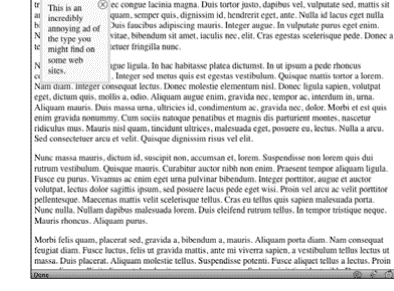 This is an
incredibly
annoying ad of
the type you
might find on
some web
sites.
ec congue lacinia magna. Duis tortor justo, dapibus vel, vulputate sed, mattis sit
quam, semper quis, dignissim id, hendrerit eget, ante. Nulla id lacus eget nulla
Duis faucibus adipiscing mauris. Integer augue. In vulputate purus eget enim.
vitae, bibendum sit amet, iaculis nec, elit. Cras egestas scelerisque pede. Donec a
tetuer fringilla nunc.
ngue ligula. In hac habitasse platea dictumst. In ut ipsum a pede rhoncus
. Integer sed metus quis est egestas vestibulum. Quisque mattis tortor a lorem.
Nam diam. Integer consequat lectus. Donec molestie elementum nisl. Donec ligula sapien, volutpat
eget, dictum quis, mollis a, odio. Aliquam augue enim, gravida nec, tempor ac, interdum in, urna.
Aliquam mauris. Duis massa urna, ultricies id, condimentum ac, gravida nec, dolor. Morbi et est quis
enim gravida nonummy. Cum sociis natoque penatibus et magnis dis parturient montes, nascetur
ridiculus mus. Mauris nisl quam, tincidunt ultrices, malesuada eget, posuere eu, lectus. Nulla a arcu.
Sed consectetuer arcu et velit. Quisque dignissim risus vel elit.
Nunc massa mauris, dictum id, suscipit non, accumsan et, lorem. Suspendisse non lorem quis dui
rutrum vestibulum. Quisque mauris. Curabitur auctor nibh non enim. Praesent tempor aliquam ligula.
Fusce eu purus. Vivamus ac enim eget urna pulvinar bibendum. Integer porttitor, augue et auctor
volutpat, lectus dolor sagittis ipsum, sed posuere lacus pede eget wisi. Proin vel arcu ac velit porttitor
pellentesque. Maecenas mattis velit scelerisque tellus. Cras eu tellus quis sapien malesuada porta.
Nunc nulla. Nullam dapibus malesuada lorem. Duis eleifend rutrum tellus. In tempor tristique neque.
Mauris rhoncus. Aliquam purus.
Morbi felis quam, placerat sed, gravida a, bibendum a, mauris. Aliquam porta diam. Nam consequat
feugiat diam. Fusce luctus, felis ut gravida mattis, ante mi viverra sapien, a vestibulum tellus lectus ut
massa. Duis placerat. Aliquam molestie tellus. Suspendisse potenti. Fusce aliquet tellus a lectus. Proin
Done